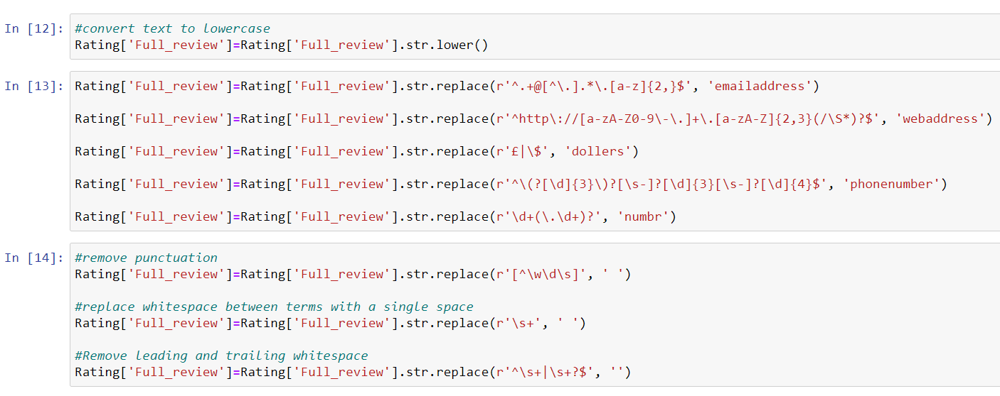 In [12]: #convert text to lowercase
Rating['Full_review']=Rating['Full_review'].str.lower()
In [13]: Rating['Full_review']=Rating['Full_review'].str.replace(r'^.+@[^\.].*\.[a-z]{2,}$', 'emailaddress')
Rating['Full_review']=Rating['Full_review'].str.replace(r'^http\://[a-zA-Z0-9\-\.]+\.[a-zA-Z]{2,3}(/\S*)?$', 'webaddress')
Rating['Full_review']=Rating['Full_review'].str.replace(r'£|\$', 'dollers')
Rating['Full_review']=Rating['Full_review'].str.replace(r'^\(?[\d]{3}\)?[\s-]?[\d]{3}[\s-]?[\d]{4}$', 'phonenumber')
Rating['Full_review']=Rating['Full_review'].str.replace(r'\d+(\.\d+)?', 'numbr')
In [14]: #remove punctuation
Rating['Full_review']=Rating['Full_review'].str.replace(r'[^\w\d\s]', ' ')
#replace whitespace between terms with a single space
Rating['Full_review']=Rating['Full_review'].str.replace(r'\s+', ' ')
#Remove leading and trailing whitespace
Rating['Full_review']=Rating['Full_review'].str.replace(r'^\s+|\s+?$', '')